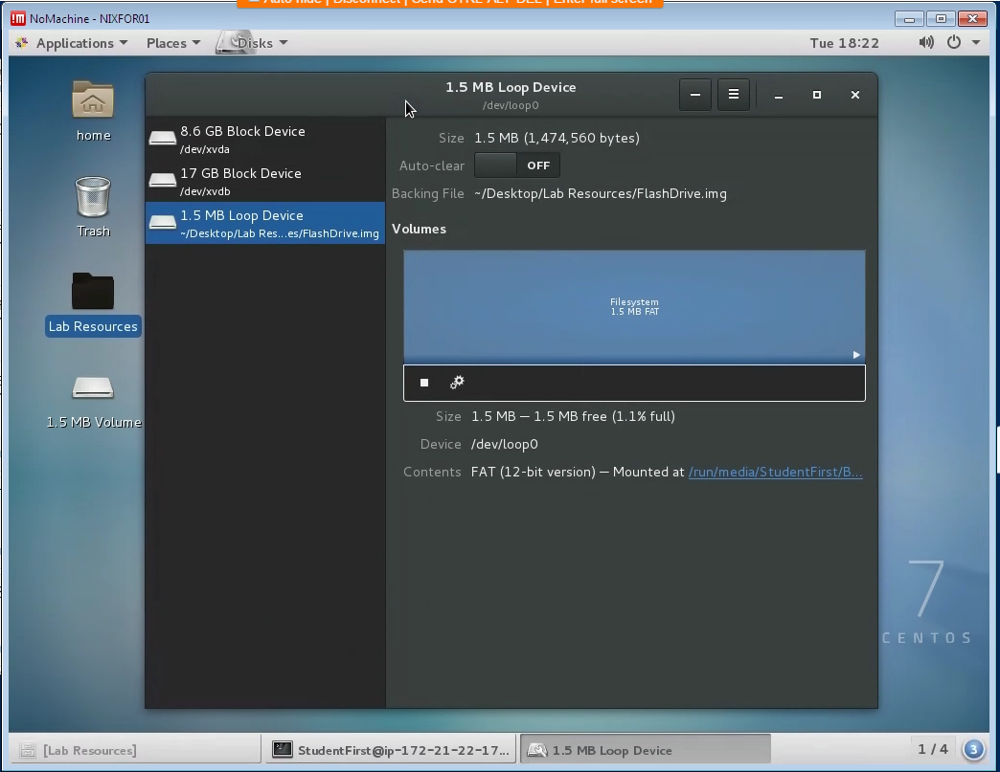 Auto hide | Disconnect | Send CTRL-ALT-DEL | Enter full screen
NoMachine - NIXFOR01
Applications Places Disks Tue 18:22
1.5 MB Loop Device
/dev/loop0
home
Trash
Lab Resources
1.5 MB Volume
8.6 GB Block Device
/dev/xvda
17 GB Block Device
/dev/xvdb
1.5 MB Loop Device
~/Desktop/Lab Res...es/FlashDrive.img
Size 1.5 MB (1,474,560 bytes)
Auto-clear OFF
Backing File ~/Desktop/Lab Resources/FlashDrive.img
Volumes
Filesystem
1.5 MB FAT
Size 1.5 MB — 1.5 MB free (1.1% full)
Device /dev/loop0
Contents FAT (12-bit version) — Mounted at /run/media/StudentFirst/B...
7
CENTOS
[Lab Resources] StudentFirst@ip-172-21-22-17... 1.5 MB Loop Device 1 / 4 3